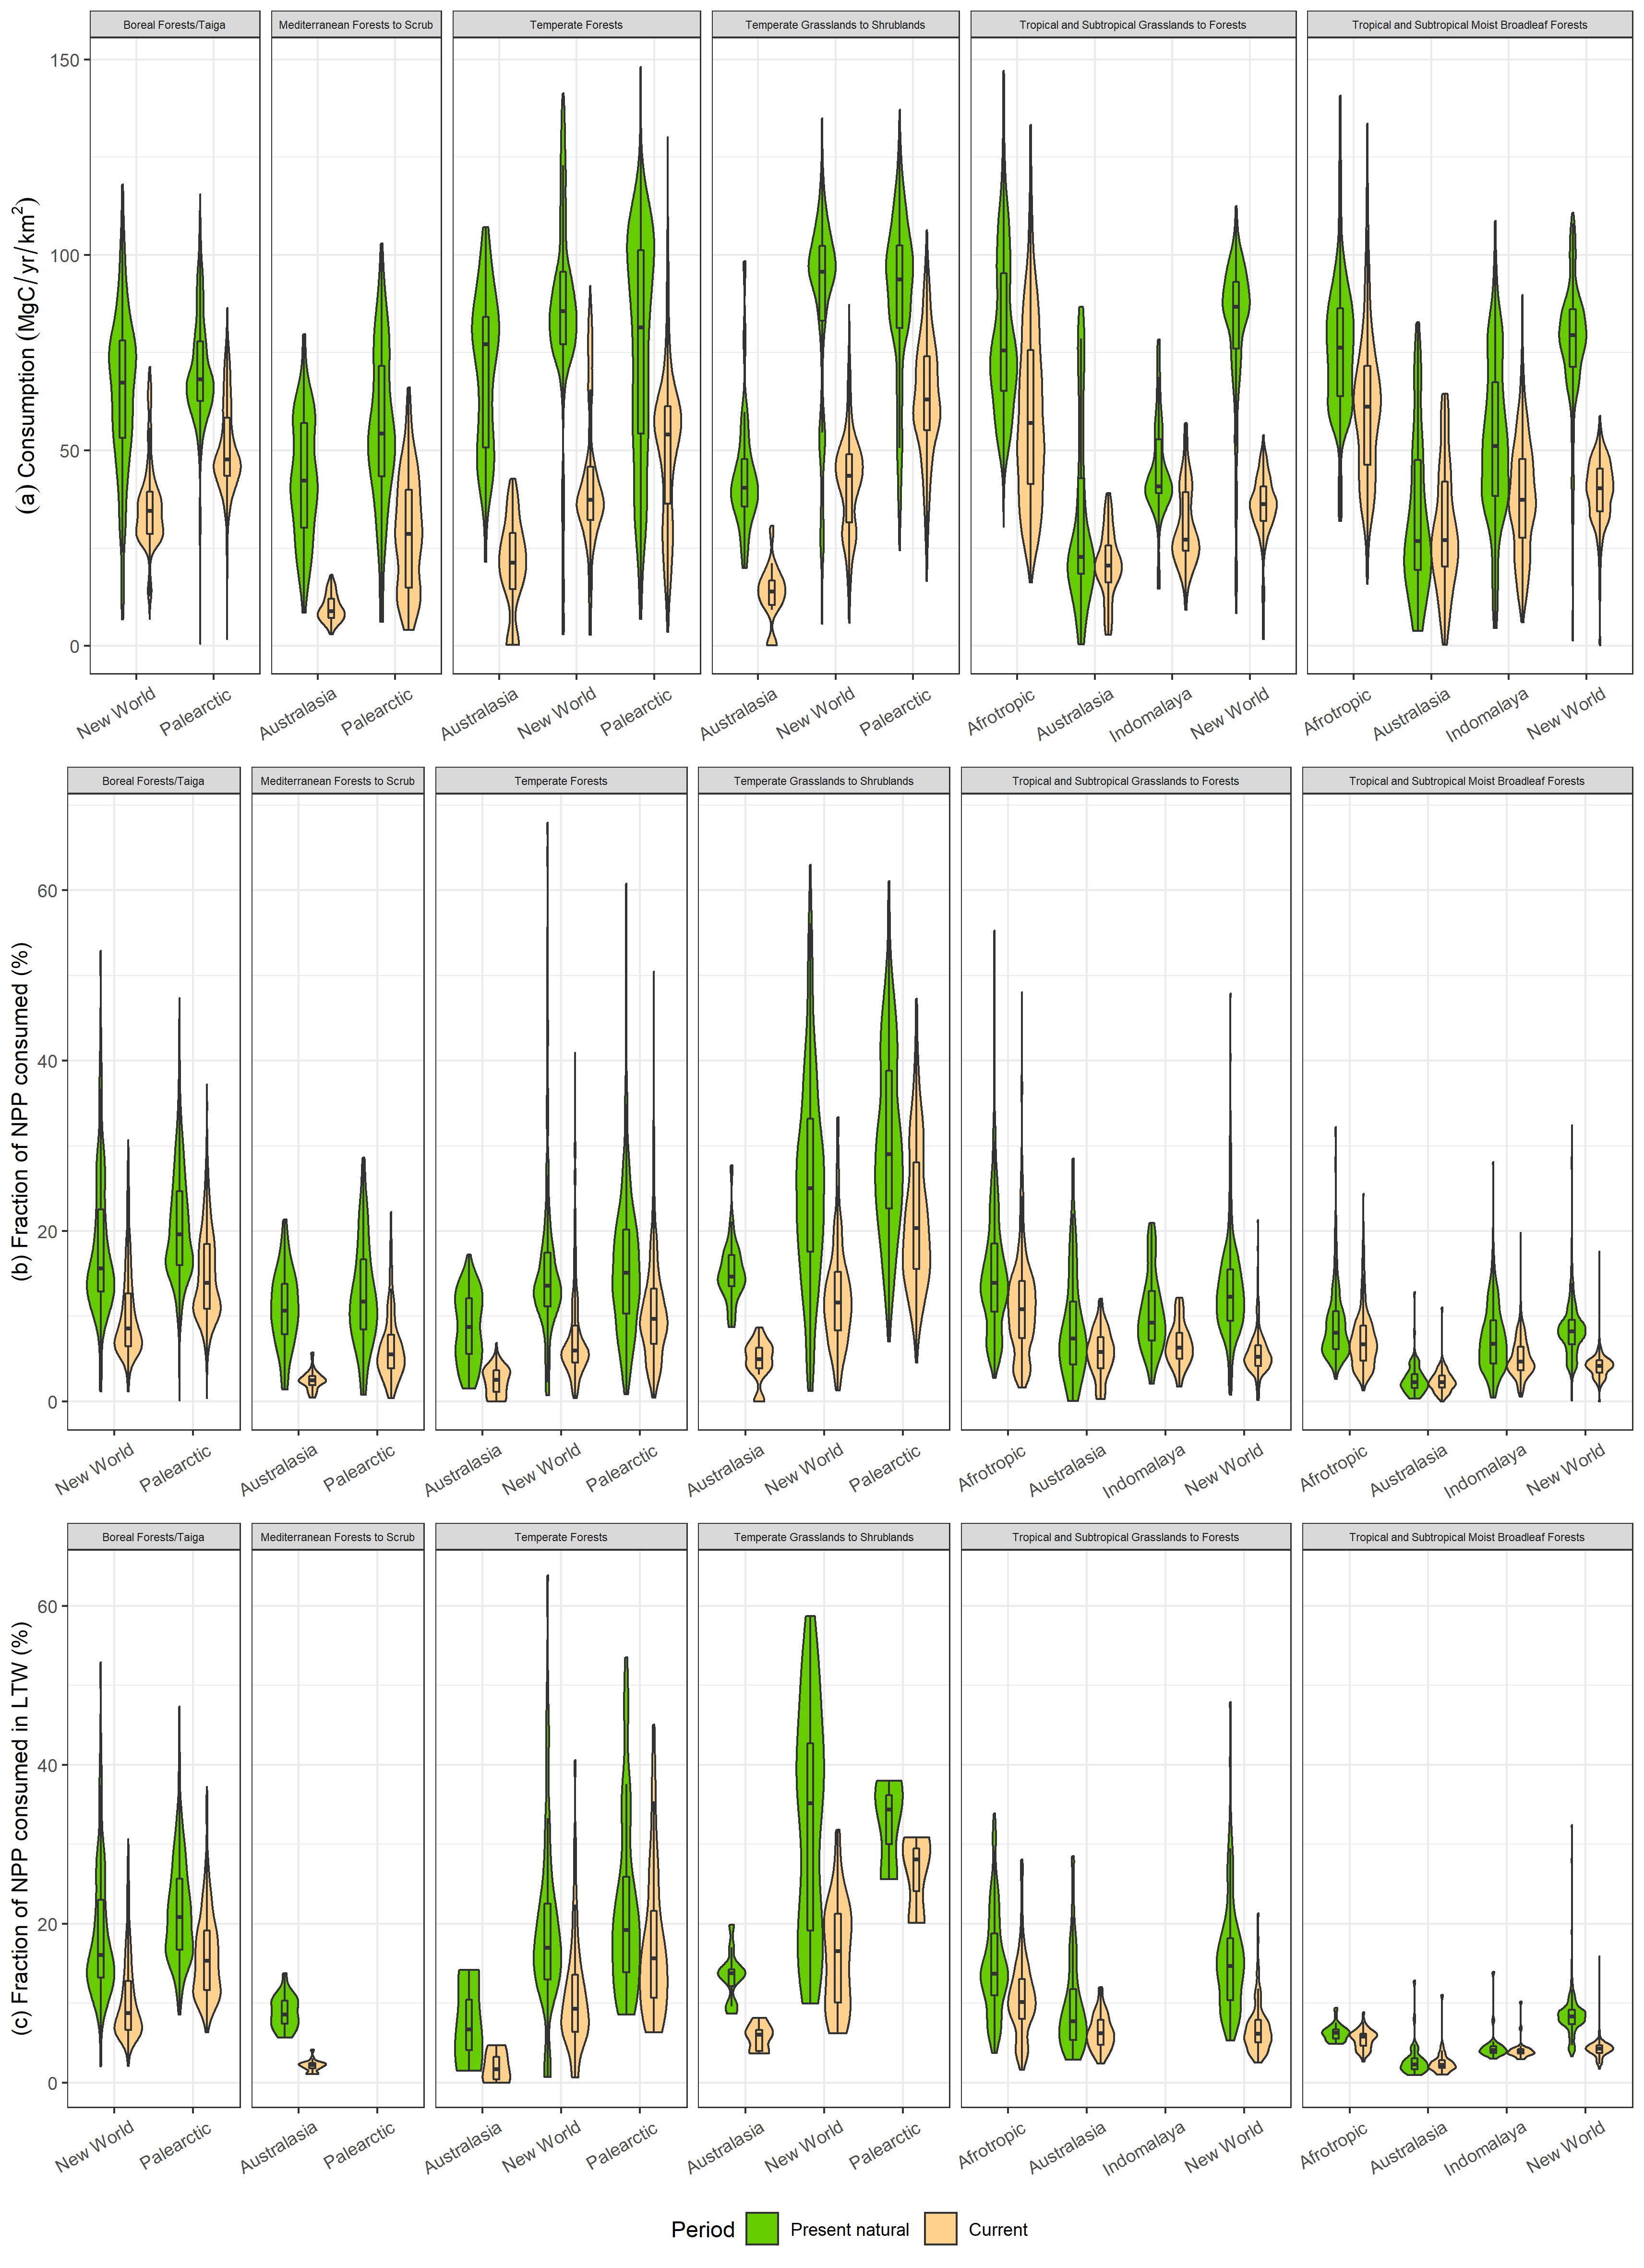 Boreal Forests/Taiga Mediterranean Forests to Scrub Temperate Forests Temperate Grasslands to Shrublands Tropical and Subtropical Grasslands to Forests Tropical and Subtropical Moist Broadleaf Forests
(a) Consumption (MgC/yr/km²)
150
100
50
0
New World Palearctic Australasia Palearctic Australasia New World Palearctic Australasia New World Palearctic Afrotropic Australasia Indomalaya New World Afrotropic Australasia Indomalaya New World
Boreal Forests/Taiga Mediterranean Forests to Scrub Temperate Forests Temperate Grasslands to Shrublands Tropical and Subtropical Grasslands to Forests Tropical and Subtropical Moist Broadleaf Forests
(b) Fraction of NPP consumed (%)
60
40
20
0
New World Palearctic Australasia Palearctic Australasia New World Palearctic Australasia New World Palearctic Afrotropic Australasia Indomalaya New World Afrotropic Australasia Indomalaya New World
Boreal Forests/Taiga Mediterranean Forests to Scrub Temperate Forests Temperate Grasslands to Shrublands Tropical and Subtropical Grasslands to Forests Tropical and Subtropical Moist Broadleaf Forests
(c) Fraction of NPP consumed in LTW (%)
60
40
20
0
New World Palearctic Australasia Palearctic Australasia New World Palearctic Australasia New World Palearctic Afrotropic Australasia Indomalaya New World Afrotropic Australasia Indomalaya New World
Period Present natural Current